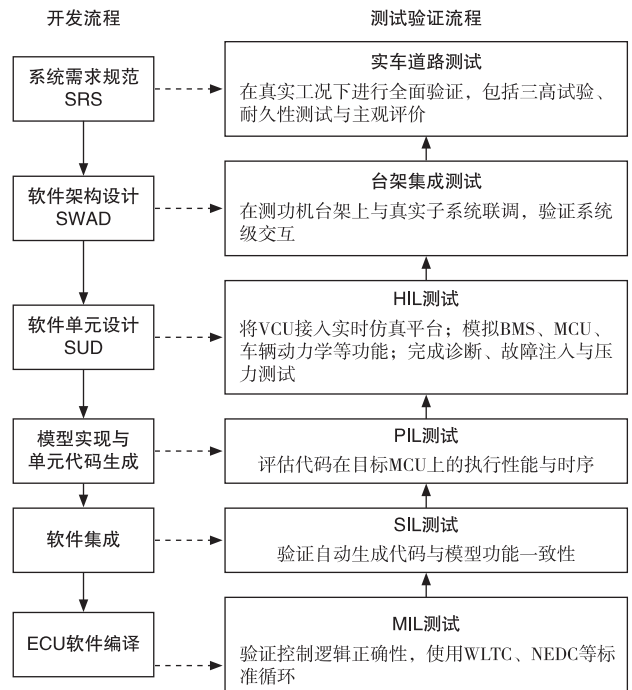 开发流程
测试验证流程
系统需求规范
SRS
实车道路测试
在真实工况下进行全面验证，包括三高试验、
耐久性测试与主观评价
软件架构设计
SWAD
台架集成测试
在测功机台架上与真实子系统联调，验证系统
级交互
软件单元设计
SUD
HIL测试
将VCU接入实时仿真平台；模拟BMS、MCU、
车辆动力学等功能；完成诊断、故障注入与压
力测试
模型实现与
单元代码生成
PIL测试
评估代码在目标MCU上的执行性能与时序
软件集成
SIL测试
验证自动生成代码与模型功能一致性
ECU软件编译
MIL测试
验证控制逻辑正确性，使用WLTC、NEDC等标
准循环